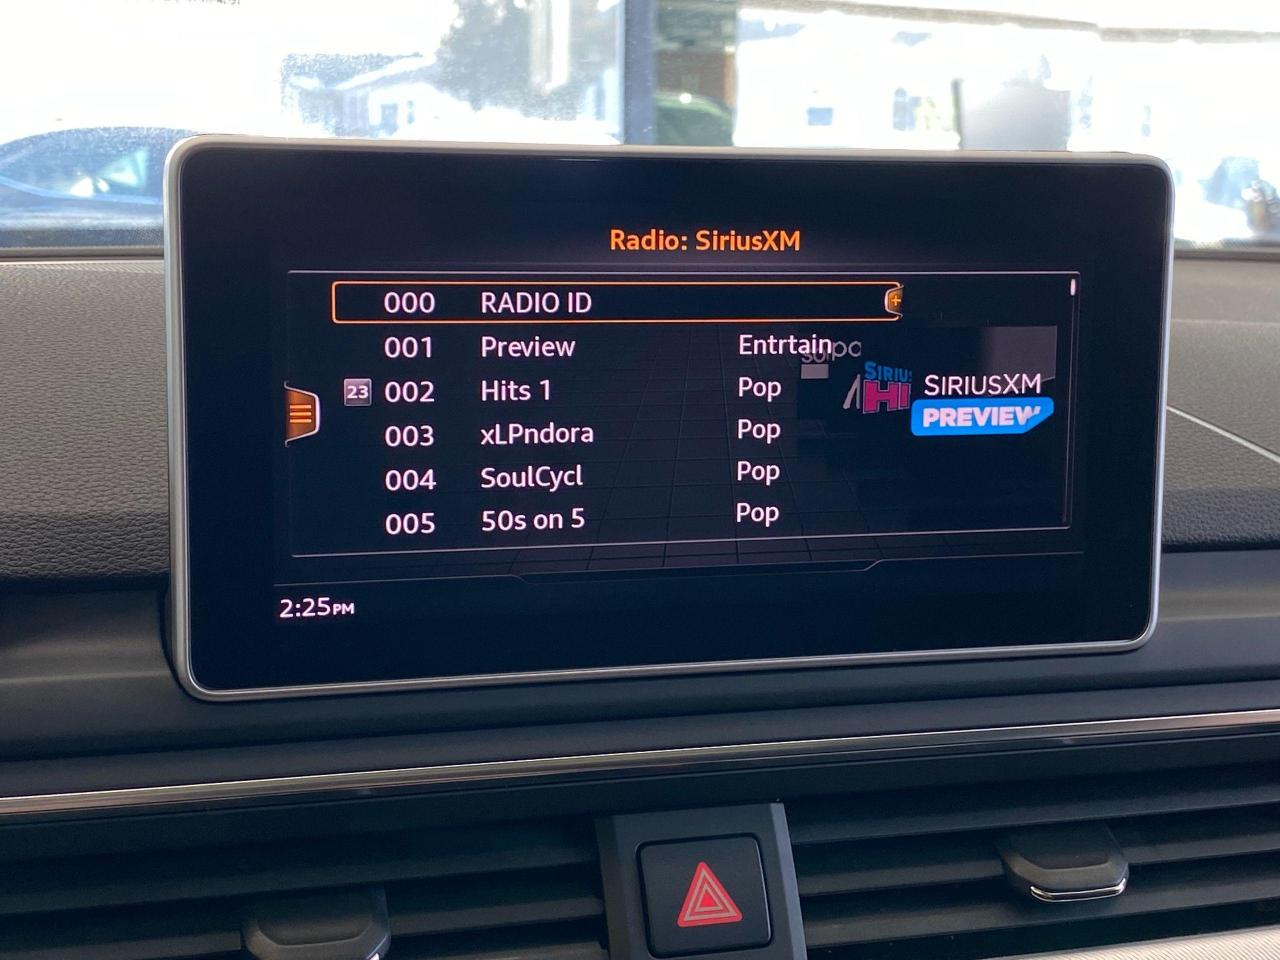 Radio: SiriusXM
000 RADIO ID
001 Preview Entrtain
23 002 Hits 1 Pop
003 xLPndora Pop
004 SoulCycl Pop
005 50s on 5 Pop
SIRIUSXM
PREVIEW
2:25PM